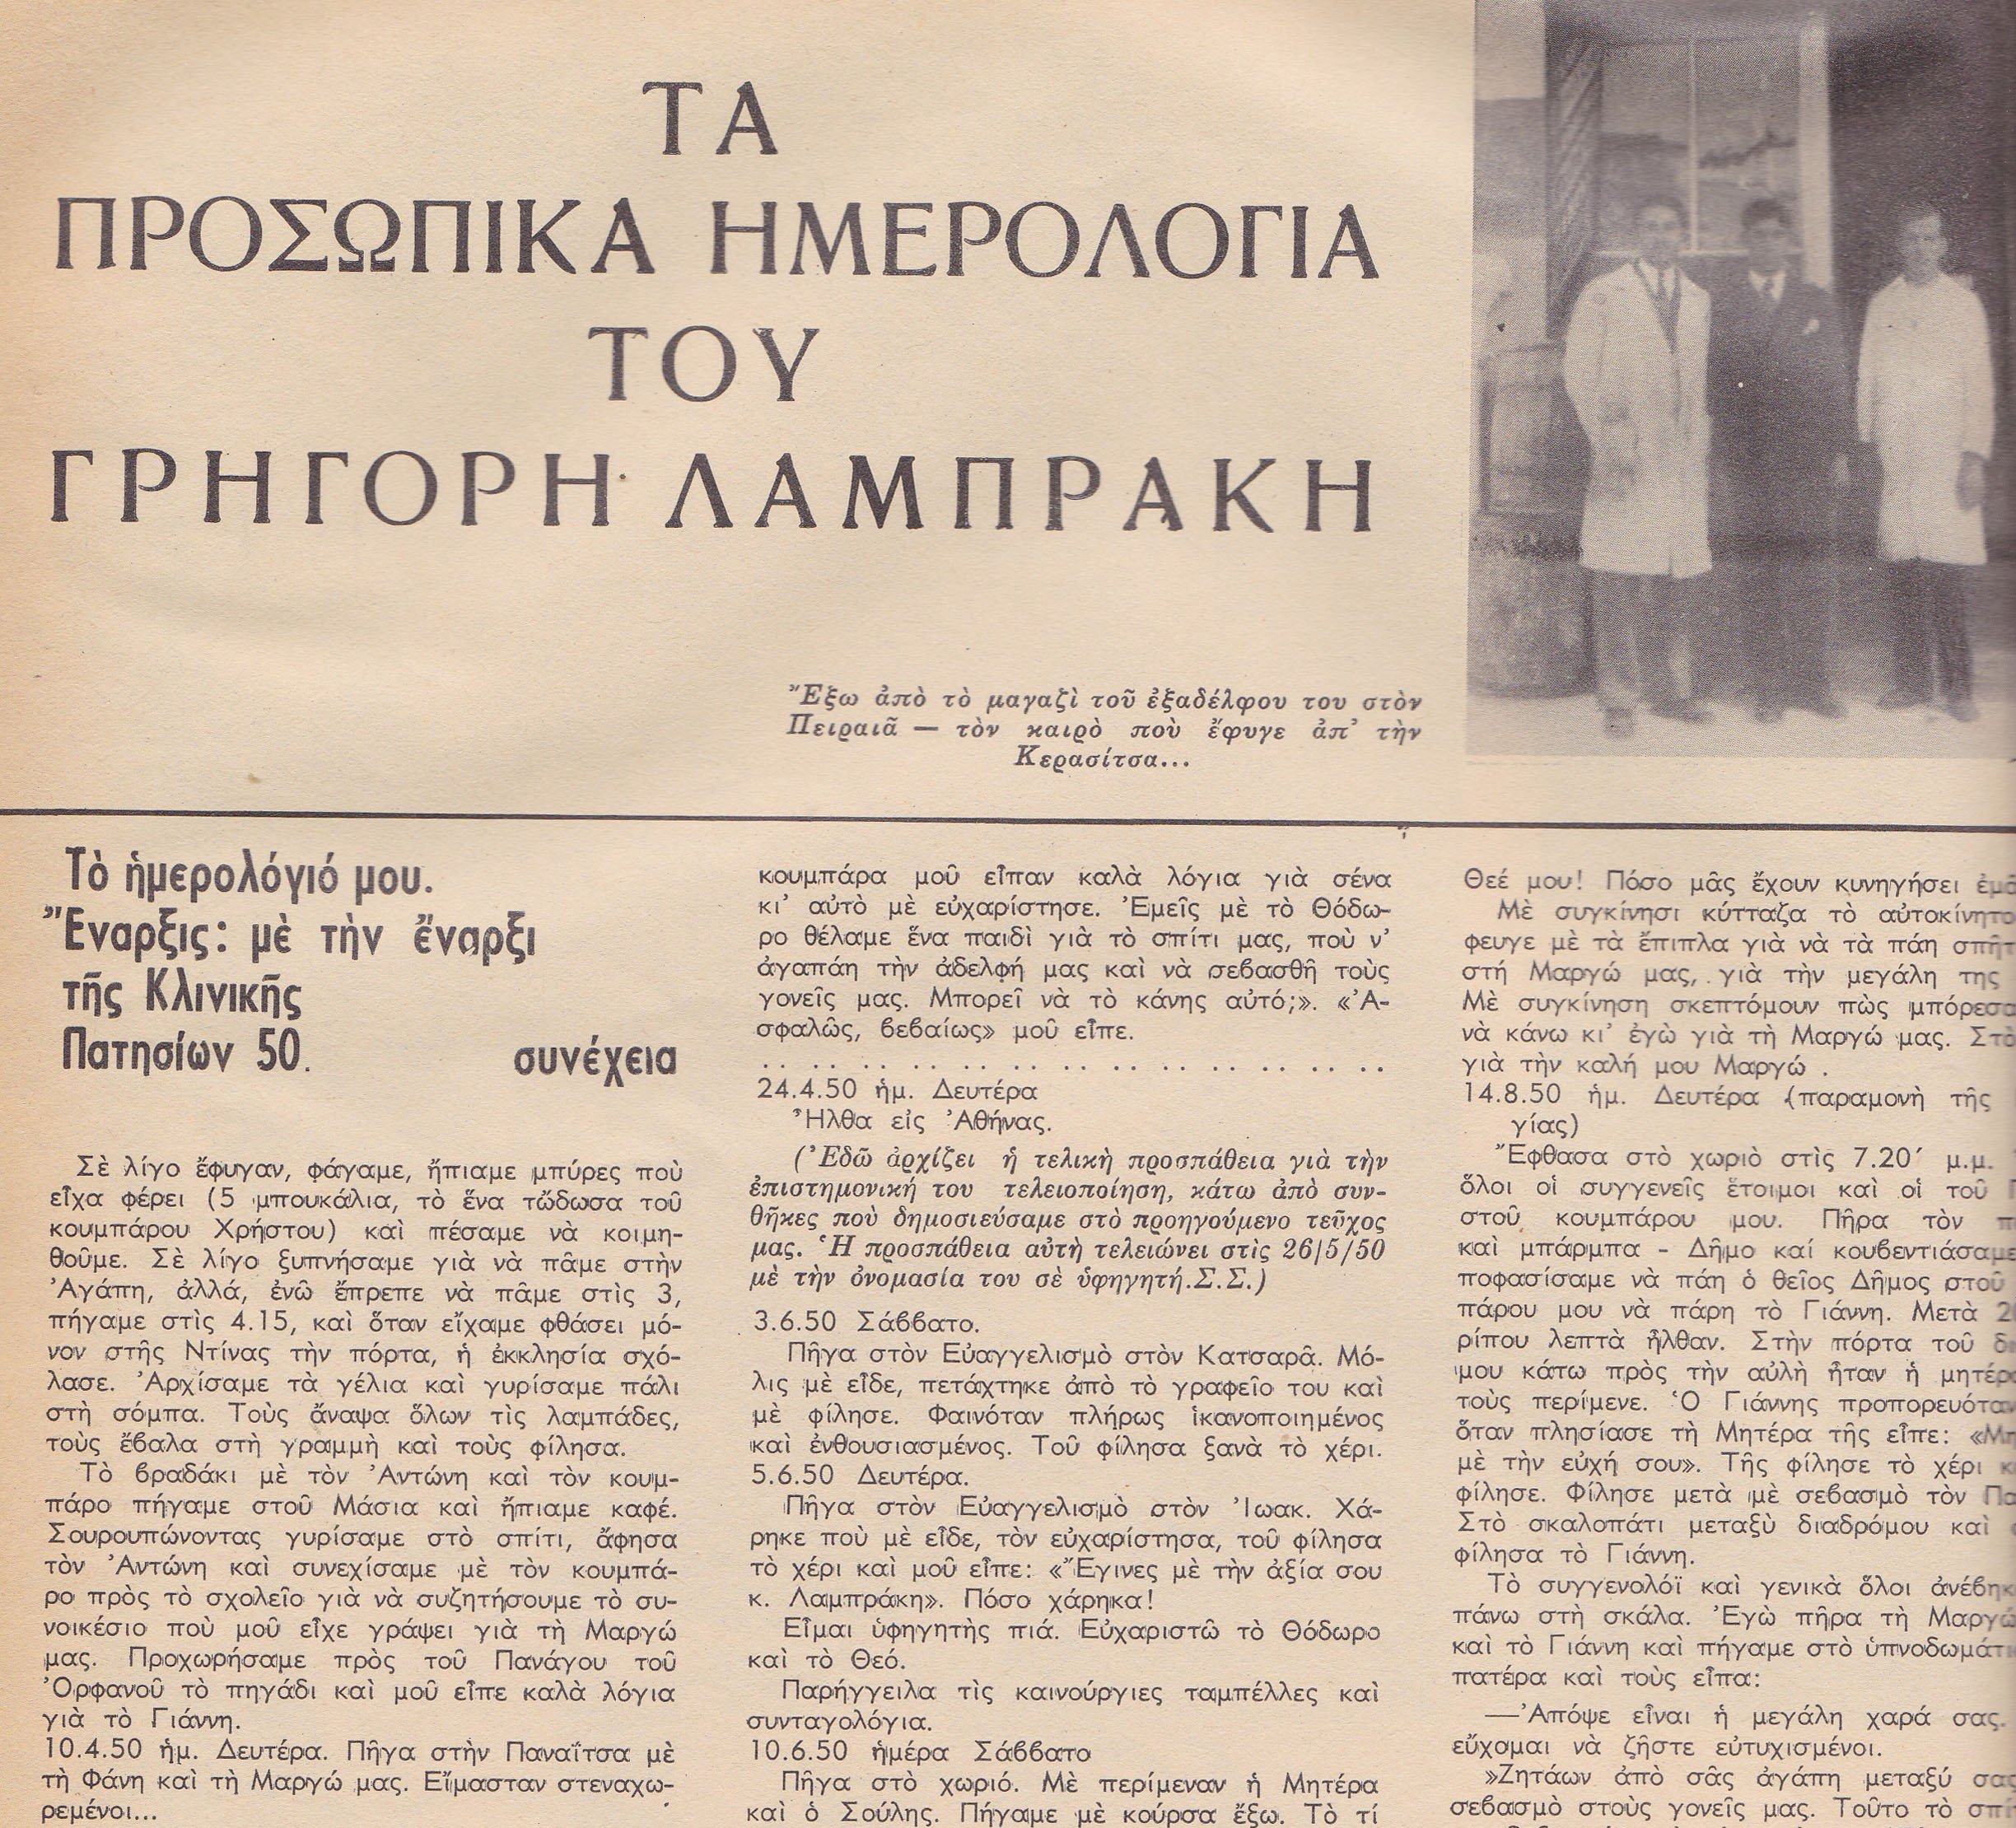 ΤΑ
ΠΡΟΣΩΠΙΚΑ ΗΜΕΡΟΛΟΓΙΑ
ΤΟΥ
ΓΡΗΓΟΡΗ ΛΑΜΠΡΑΚΗ
Ἔξω ἀπὸ τὸ μαγαζὶ τοῦ ἐξαδέλφου του στὸν
Πειραιᾶ — τὸν καιρὸ ποὺ ἔφυγε ἀπ' τὴν
Κερασίτσα...
Τὸ ἡμερολόγιό μου.
Ἔναρξις: μὲ τὴν ἔναρξι
τῆς Κλινικῆς
Πατησίων 50.
συνέχεια
Σὲ λίγο ἔφυγαν, φάγαμε, ἤπιαμε μπύρες ποὺ
εἶχα φέρει (5 μπουκάλια, τὸ ἕνα τὤδωσα τοῦ
κουμπάρου Χρήστου) καὶ πέσαμε νὰ κοιμη-
θοῦμε. Σὲ λίγο ξυπνήσαμε γιὰ νὰ πᾶμε στὴν
'Αγάπη, ἀλλά, ἐνῶ ἔπρεπε νὰ πᾶμε στὶς 3,
πήγαμε στὶς 4.15, καὶ ὅταν εἴχαμε φθάσει μό-
νον στῆς Ντίνας τὴν πόρτα, ἡ ἐκκλησία σχό-
λασε. 'Αρχίσαμε τὰ γέλια καὶ γυρίσαμε πάλι
στὴ σόμπα. Τοὺς ἄναψα ὅλων τὶς λαμπάδες,
τοὺς ἔβαλα στὴ γραμμὴ καὶ τοὺς φίλησα.
Τὸ βραδάκι μὲ τὸν 'Αντώνη καὶ τὸν κουμ-
πάρο πήγαμε στοῦ Μάσια καὶ ἤπιαμε καφέ.
Σουρουπώνοντας γυρίσαμε στὸ σπίτι, ἄφησα
τὸν 'Αντώνη καὶ συνεχίσαμε μὲ τὸν κουμπά-
ρο πρὸς τὸ σχολεῖο γιὰ νὰ συζητήσουμε τὸ συ-
νοικέσιο ποὺ μοῦ εἶχε γράψει γιὰ τὴ Μαργώ
μας. Προχωρήσαμε πρὸς τοῦ Πανάγου τοῦ
'Ορφανοῦ τὸ πηγάδι καὶ μοῦ εἶπε καλὰ λόγια
γιὰ τὸ Γιάννη.
10.4.50 ἡμ. Δευτέρα. Πῆγα στὴν Παναΐτσα μὲ
τὴ Φάνη καὶ τὴ Μαργώ μας. Εἴμασταν στεναχω-
ρεμένοι...
κουμπάρα μοῦ εἶπαν καλὰ λόγια γιὰ σένα
κι' αὐτὸ μὲ εὐχαρίστησε. 'Εμεῖς μὲ τὸ Θόδω-
ρο θέλαμε ἕνα παιδὶ γιὰ τὸ σπίτι μας, ποὺ ν'
ἀγαπάη τὴν ἀδελφή μας καὶ νὰ σεβασθῆ τοὺς
γονεῖς μας. Μπορεῖ νὰ τὸ κάνης αὐτό;». «'Α-
σφαλῶς, βεβαίως» μοῦ εἶπε.
. . . . . . . . . . . . . . . . . . . . . . .
24.4.50 ἡμ. Δευτέρα
Ἦλθα εἰς 'Αθήνας.
('Εδῶ ἀρχίζει ἡ τελικὴ προσπάθεια γιὰ τὴν
ἐπιστημονική του τελειοποίηση, κάτω ἀπὸ συν-
θῆκες ποὺ δημοσιεύσαμε στὸ προηγούμενο τεῦχος
μας. Ἡ προσπάθεια αὐτὴ τελειώνει στὶς 26/5/50
μὲ τὴν ὀνομασία του σὲ ὑφηγητή.Σ.Σ.)
3.6.50 Σάββατο.
Πῆγα στὸν Εὐαγγελισμὸ στὸν Κατσαρᾶ. Μό-
λις μὲ εἶδε, πετάχτηκε ἀπὸ τὸ γραφεῖο του καὶ
μὲ φίλησε. Φαινόταν πλήρως ἱκανοποιημένος
καὶ ἐνθουσιασμένος. Τοῦ φίλησα ξανὰ τὸ χέρι.
5.6.50 Δευτέρα.
Πῆγα στὸν Εὐαγγελισμὸ στὸν 'Ιωακ. Χά-
ρηκε ποὺ μὲ εἶδε, τὸν εὐχαρίστησα, τοῦ φίλησα
τὸ χέρι καὶ μοῦ εἶπε: «Ἔγινες μὲ τὴν ἀξία σου
κ. Λαμπράκη». Πόσο χάρηκα!
Εἶμαι ὑφηγητὴς πιά. Εὐχαριστῶ τὸ Θόδωρο
καὶ τὸ Θεό.
Παρήγγειλα τὶς καινούργιες ταμπέλλες καὶ
συνταγολόγια.
10.6.50 ἡμέρα Σάββατο
Πῆγα στὸ χωριό. Μὲ περίμεναν ἡ Μητέρα
καὶ ὁ Σούλης. Πήγαμε μὲ κούρσα ἔξω. Τὸ τί
Θεέ μου! Πόσο μᾶς ἔχουν κυνηγήσει
Μὲ συγκίνησι κύτταζα τὸ αὐτοκίνητο
φευγε μὲ τὰ ἔπιπλα γιὰ νὰ τὰ πάη
στή Μαργώ μας, γιὰ τὴν μεγάλη της
Μὲ συγκίνηση σκεπτόμουν πὼς
νὰ κάνω κι' ἐγὼ γιὰ τὴ Μαργώ μας.
γιὰ τὴν καλή μου Μαργώ .
14.8.50 ἡμ. Δευτέρα (παραμονὴ τῆς
γίας)
Ἔφθασα στὸ χωριὸ στὶς 7.20΄ μ.μ.
ὅλοι οἱ συγγενεῖς ἕτοιμοι καὶ οἱ τοῦ
στοῦ κουμπάρου μου. Πῆρα τὸν
καὶ μπάρμπα - Δῆμο καί κουβεντιάσαμε
ποφασίσαμε νὰ πάη ὁ θεῖος Δῆμος στοῦ
πάρου μου νὰ πάρη τὸ Γιάννη. Μετὰ
ρίπου λεπτὰ ἦλθαν. Στὴν πόρτα τοῦ
μου κάτω πρὸς τὴν αὐλὴ ἦταν ἡ
τοὺς περίμενε. Ὁ Γιάννης
ὅταν πλησίασε τὴ Μητέρα τῆς εἶπε:
μὲ τὴν εὐχή σου». Τῆς φίλησε τὸ χέρι
φίλησε. Φίλησε μετὰ μὲ σεβασμὸ τὸν
Στὸ σκαλοπάτι μεταξὺ διαδρόμου καὶ
φίλησα τὸ Γιάννη.
Τὸ συγγενολόϊ καὶ γενικὰ ὅλοι
πάνω στὴ σκάλα. 'Εγὼ πῆρα τὴ Μαργώ
καὶ τὸ Γιάννη καὶ πήγαμε στὸ
πατέρα καὶ τοὺς εἶπα:
—'Απόψε εἶναι ἡ μεγάλη χαρά σας.
εὔχομαι νὰ ζῆστε εὐτυχισμένοι.
»Ζητάων ἀπὸ σᾶς ἀγάπη μεταξύ
σεβασμὸ στοὺς γονεῖς μας. Τοῦτο τὸ